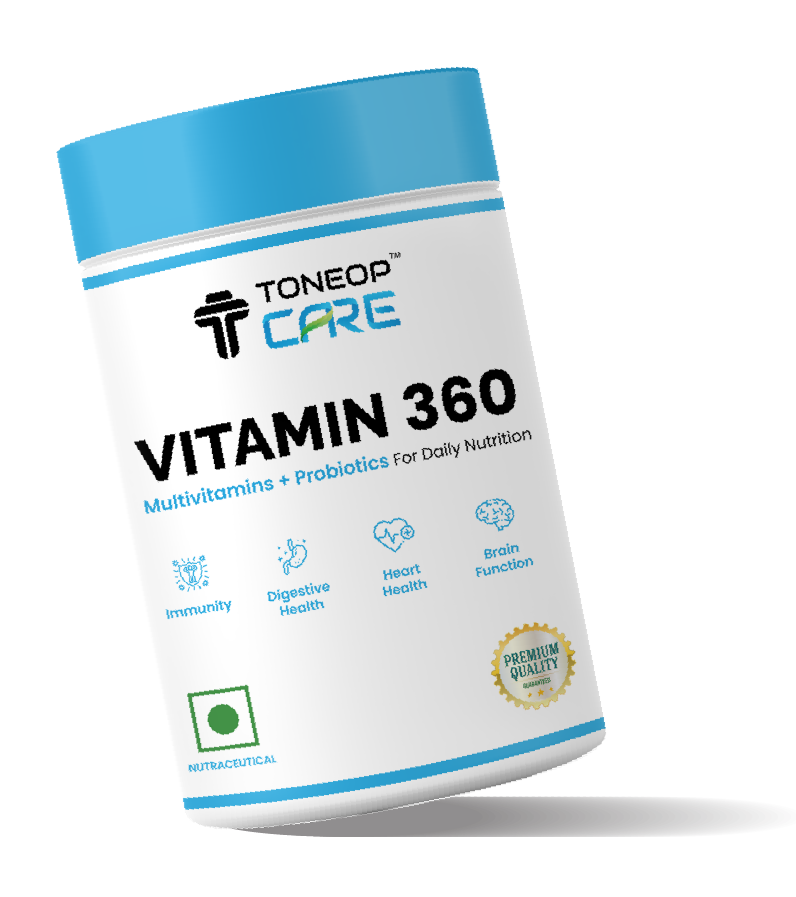 TONEOP™
CARE
VITAMIN 360
Multivitamins + Probiotics For Daily Nutrition
Immunity
Digestive
Health
Heart
Health
Brain
Function
PREMIUM
QUALITY
GUARANTEED
NUTRACEUTICAL